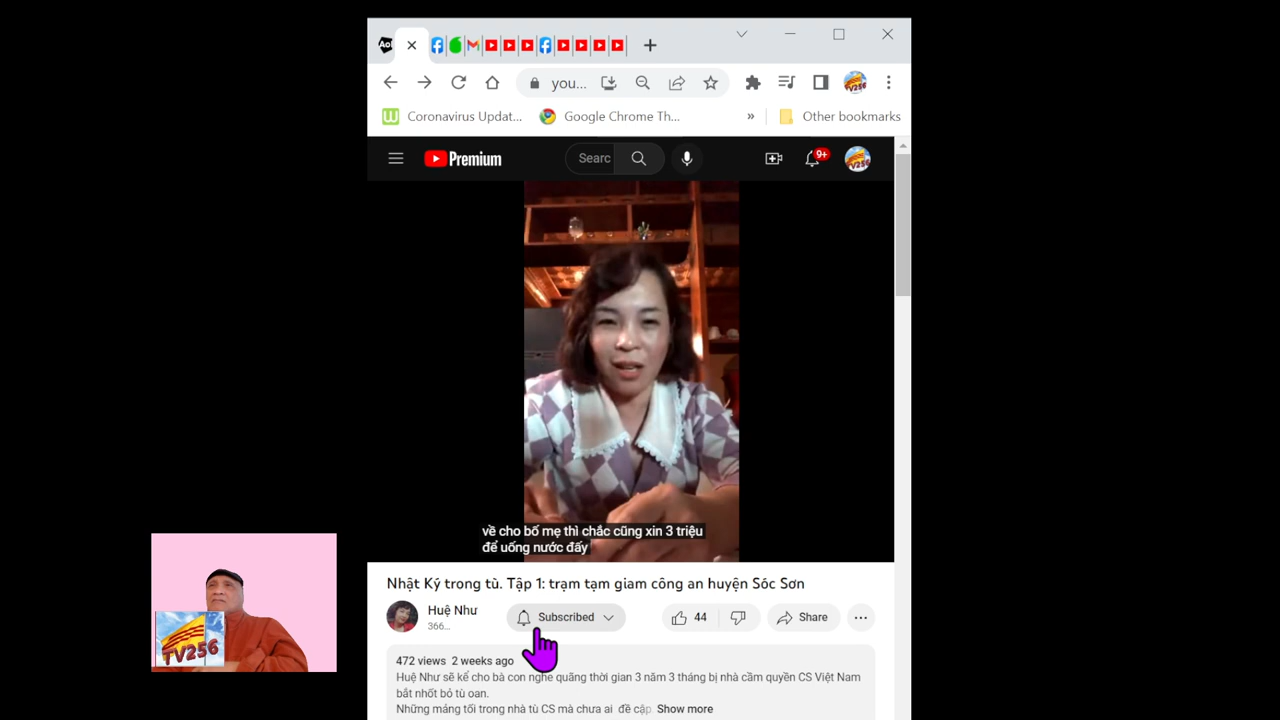 Aol
you...
Coronavirus Updat...
Google Chrome Th...
»
Other bookmarks
Premium
Searc
9+
TV256
về cho bố mẹ thì chắc cũng xin 3 triệu
để uống nước đấy
Nhật Ký trong tù. Tập 1: trạm tạm giam công an huyện Sóc Sơn
Huệ Như
366...
Subscribed
44
Share
472 views 2 weeks ago
Huệ Như sẽ kể cho bà con nghe quãng thời gian 3 năm 3 tháng bị nhà cầm quyền CS Việt Nam
bắt nhốt bỏ tù oan.
Những mảng tối trong nhà tù CS mà chưa ai đề cập Show more
TV256